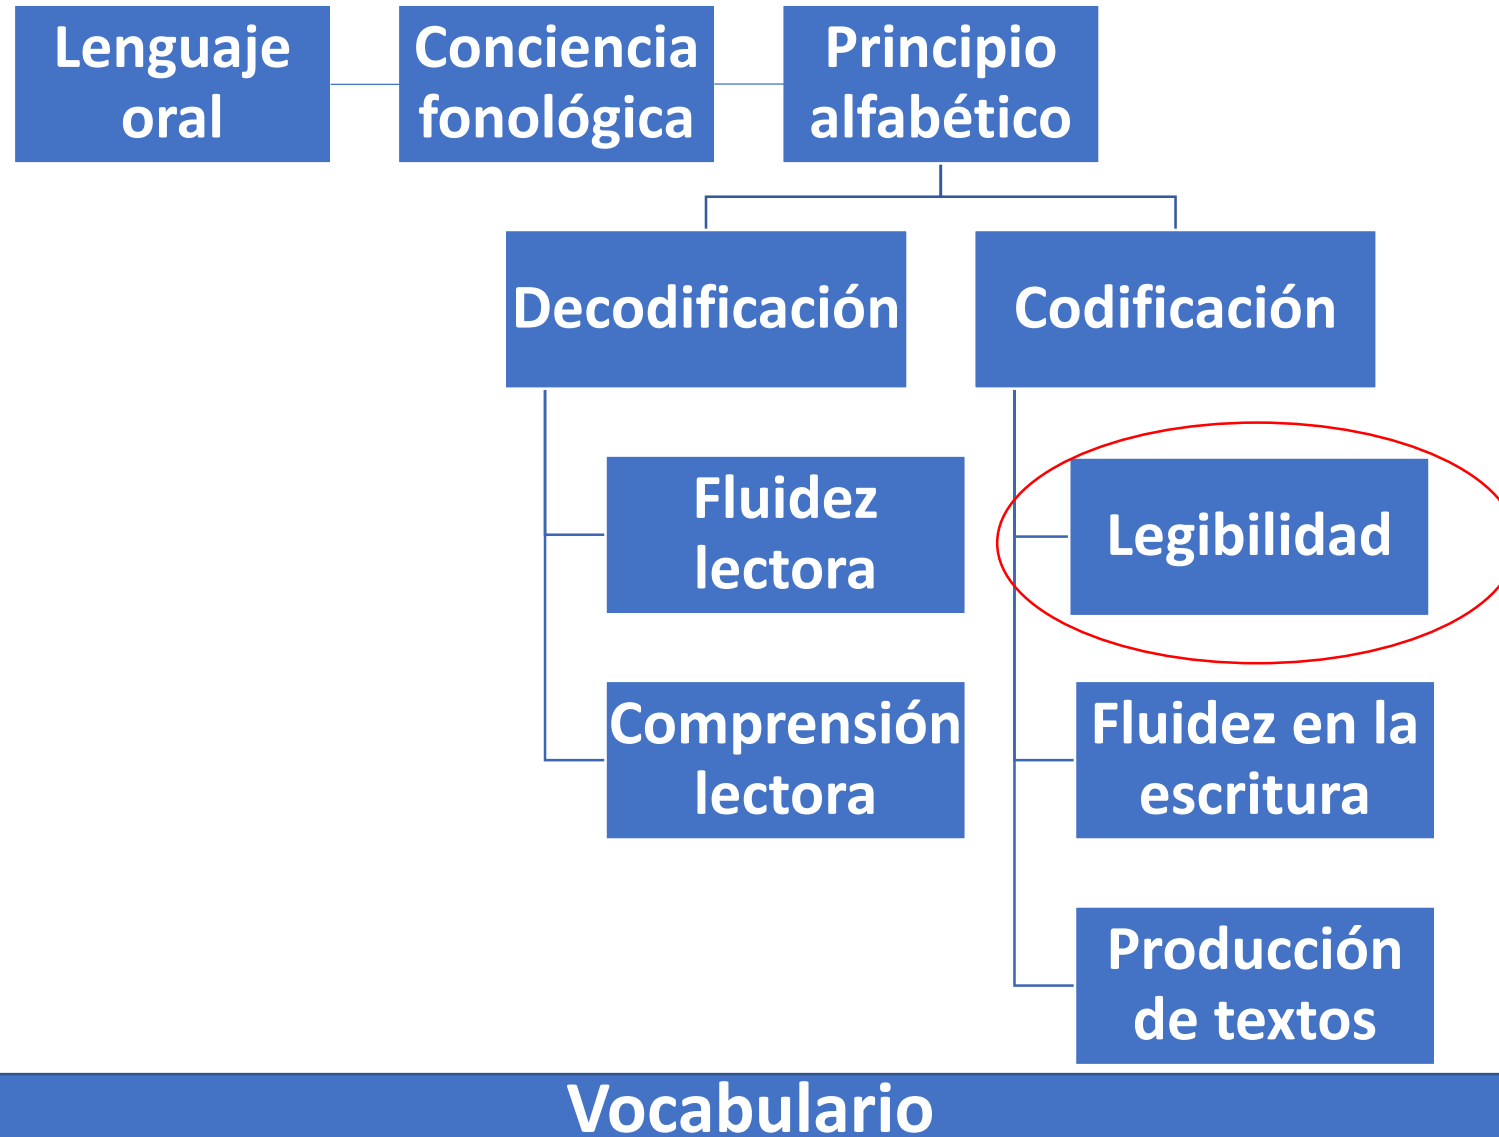 Lenguaje
oral
Conciencia
fonológica
Principio
alfabético
Decodificación
Codificación
Fluidez
lectora
Legibilidad
Comprensión
lectora
Fluidez en la
escritura
Producción
de textos
Vocabulario